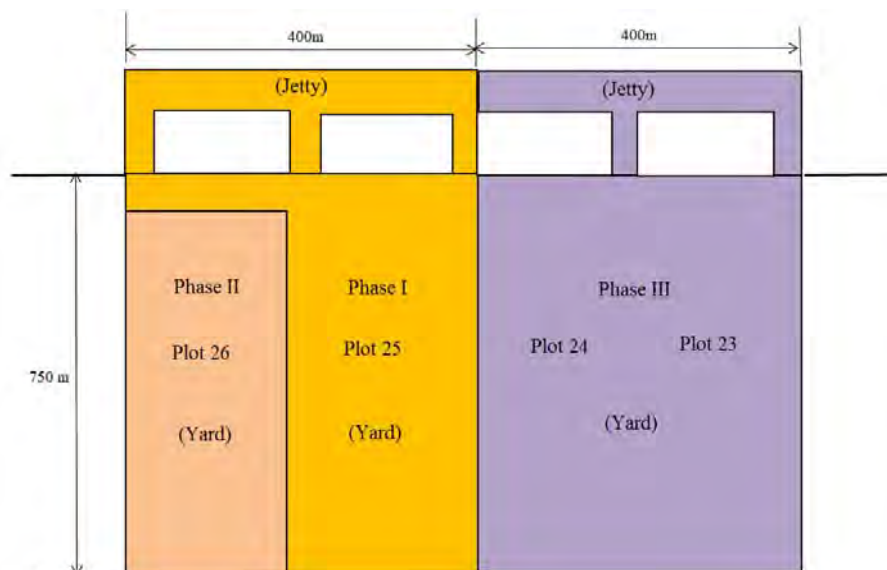 400m
400m
(Jetty)
(Jetty)
Phase II
Phase I
Phase III
Plot 26
Plot 25
Plot 24
Plot 23
750 m
(Yard)
(Yard)
(Yard)